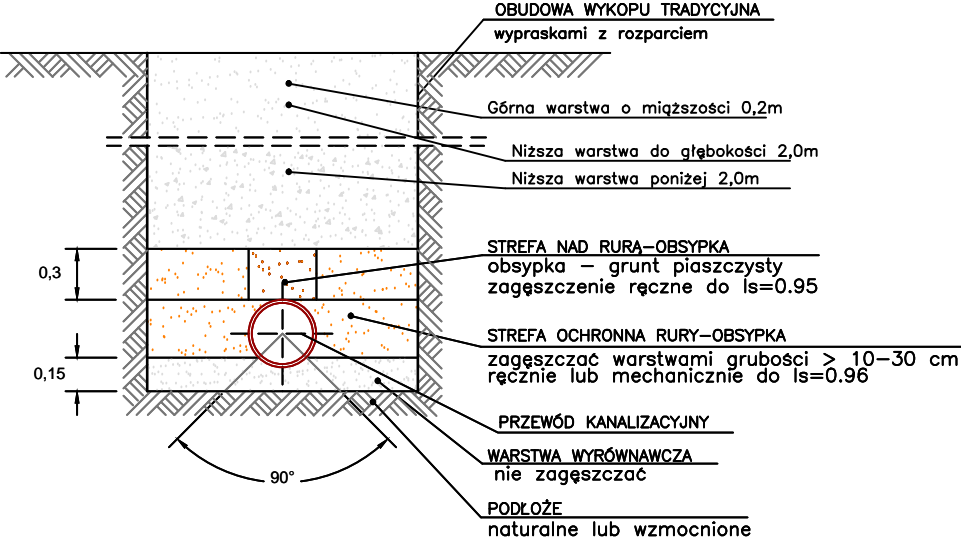 OBUDOWA WYKOPU TRADYCYJNA
wypraskami z rozparciem
Górna warstwa o miąższości 0,2m
Niższa warstwa do głębokości 2,0m
Niższa warstwa poniżej 2,0m
STREFA NAD RURĄ-OBSYPKA
obsypka - grunt piaszczysty
zagęszczenie ręczne do Is=0.95
0,3
STREFA OCHRONNA RURY-OBSYPKA
zagęszczać warstwami grubości > 10-30 cm
ręcznie lub mechanicznie do Is=0.96
0,15
PRZEWÓD KANALIZACYJNY
WARSTWA WYRÓWNAWCZA
nie zagęszczać
90°
PODŁOŻE
naturalne lub wzmocnione